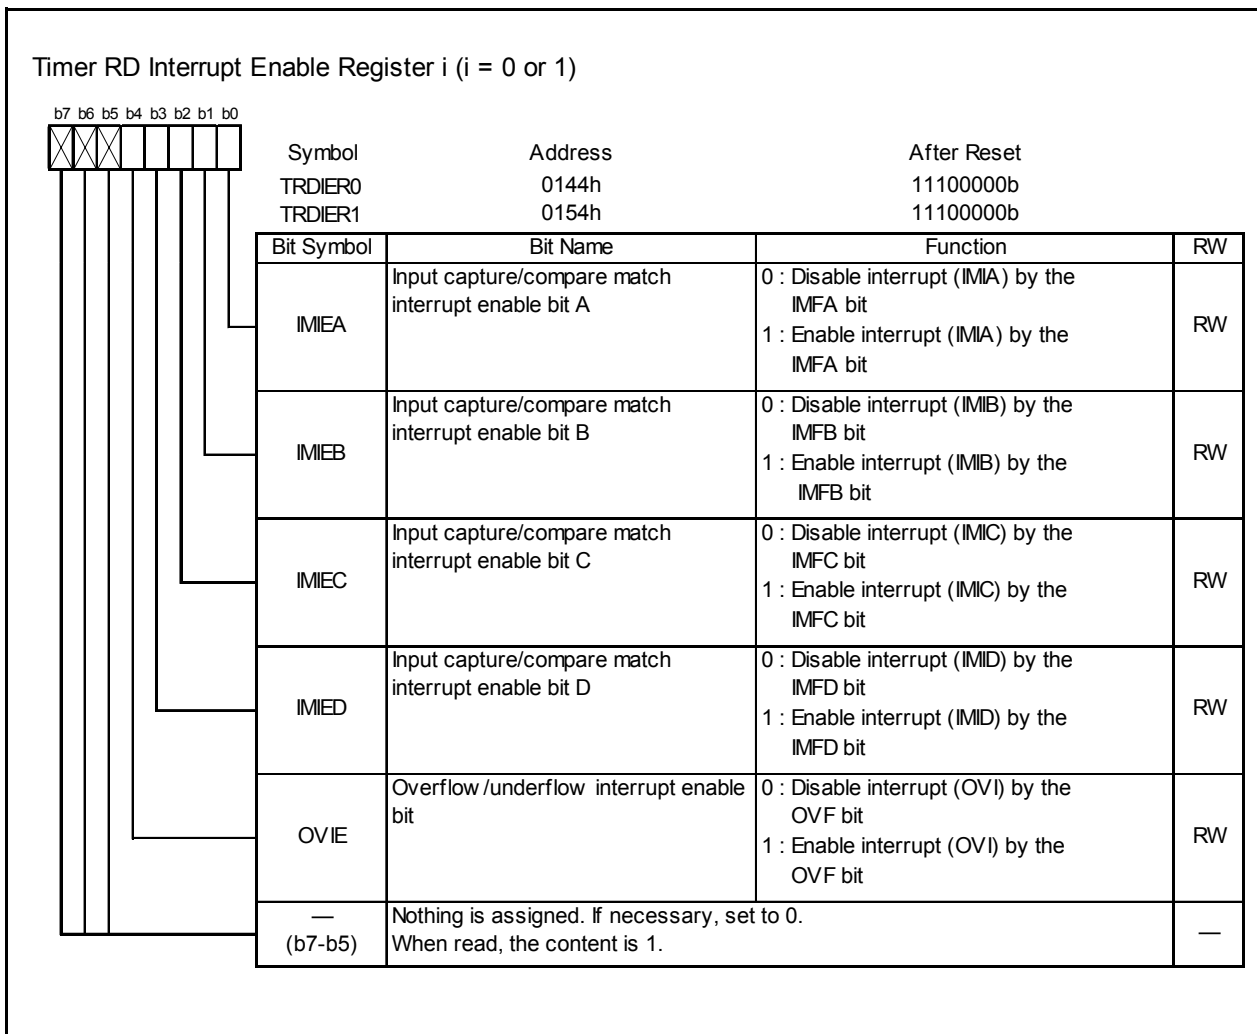 Timer RD Interrupt Enable Register i (i = 0 or 1)
b7 b6 b5 b4 b3 b2 b1 b0
Symbol Address After Reset
TRDIER0 0144h 11100000b
TRDIER1 0154h 11100000b
Bit Symbol Bit Name Function RW
IMIEA
Input capture/compare match
interrupt enable bit A
0 : Disable interrupt (IMIA) by the
IMFA bit
1 : Enable interrupt (IMIA) by the
IMFA bit
RW
IMIEB
Input capture/compare match
interrupt enable bit B
0 : Disable interrupt (IMIB) by the
IMFB bit
1 : Enable interrupt (IMIB) by the
IMFB bit
RW
IMIEC
Input capture/compare match
interrupt enable bit C
0 : Disable interrupt (IMIC) by the
IMFC bit
1 : Enable interrupt (IMIC) by the
IMFC bit
RW
IMIED
Input capture/compare match
interrupt enable bit D
0 : Disable interrupt (IMID) by the
IMFD bit
1 : Enable interrupt (IMID) by the
IMFD bit
RW
OVIE
Overflow/underflow interrupt enable
bit
0 : Disable interrupt (OVI) by the
OVF bit
1 : Enable interrupt (OVI) by the
OVF bit
RW
—
(b7-b5)
Nothing is assigned. If necessary, set to 0.
When read, the content is 1.
—